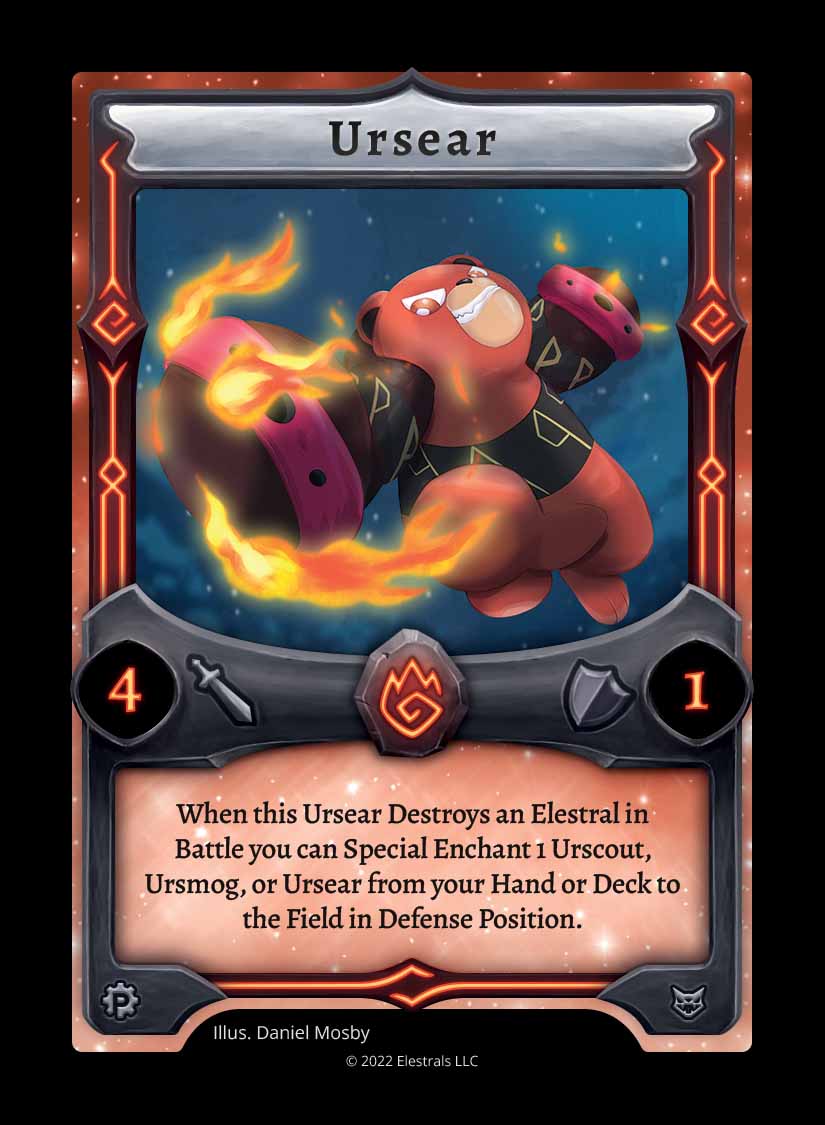 Ursear
4
1
When this Ursear Destroys an Elestral in
Battle you can Special Enchant 1 Urscout,
Ursmog, or Ursear from your Hand or Deck to
the Field in Defense Position.
P
Illus. Daniel Mosby
© 2022 Elestrals LLC